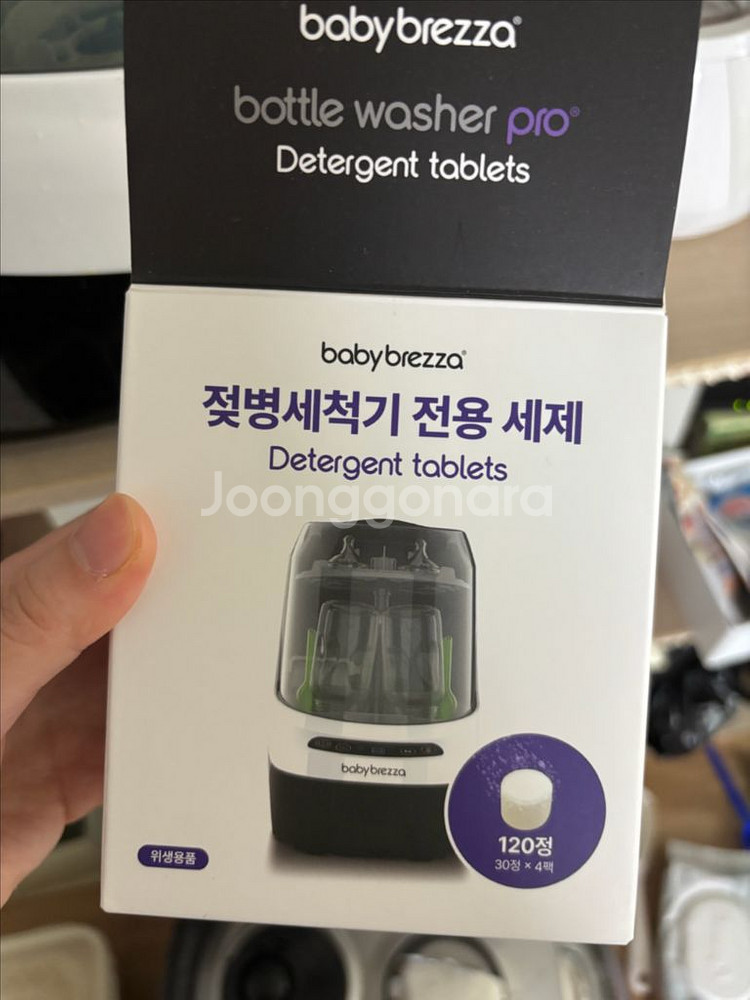 babybrezza®
bottle washer pro®
Detergent tablets
babybrezza®
젖병세척기 전용 세제
Detergent tablets
Joonggonara
babybrezza
120정
30정 × 4팩
위생용품